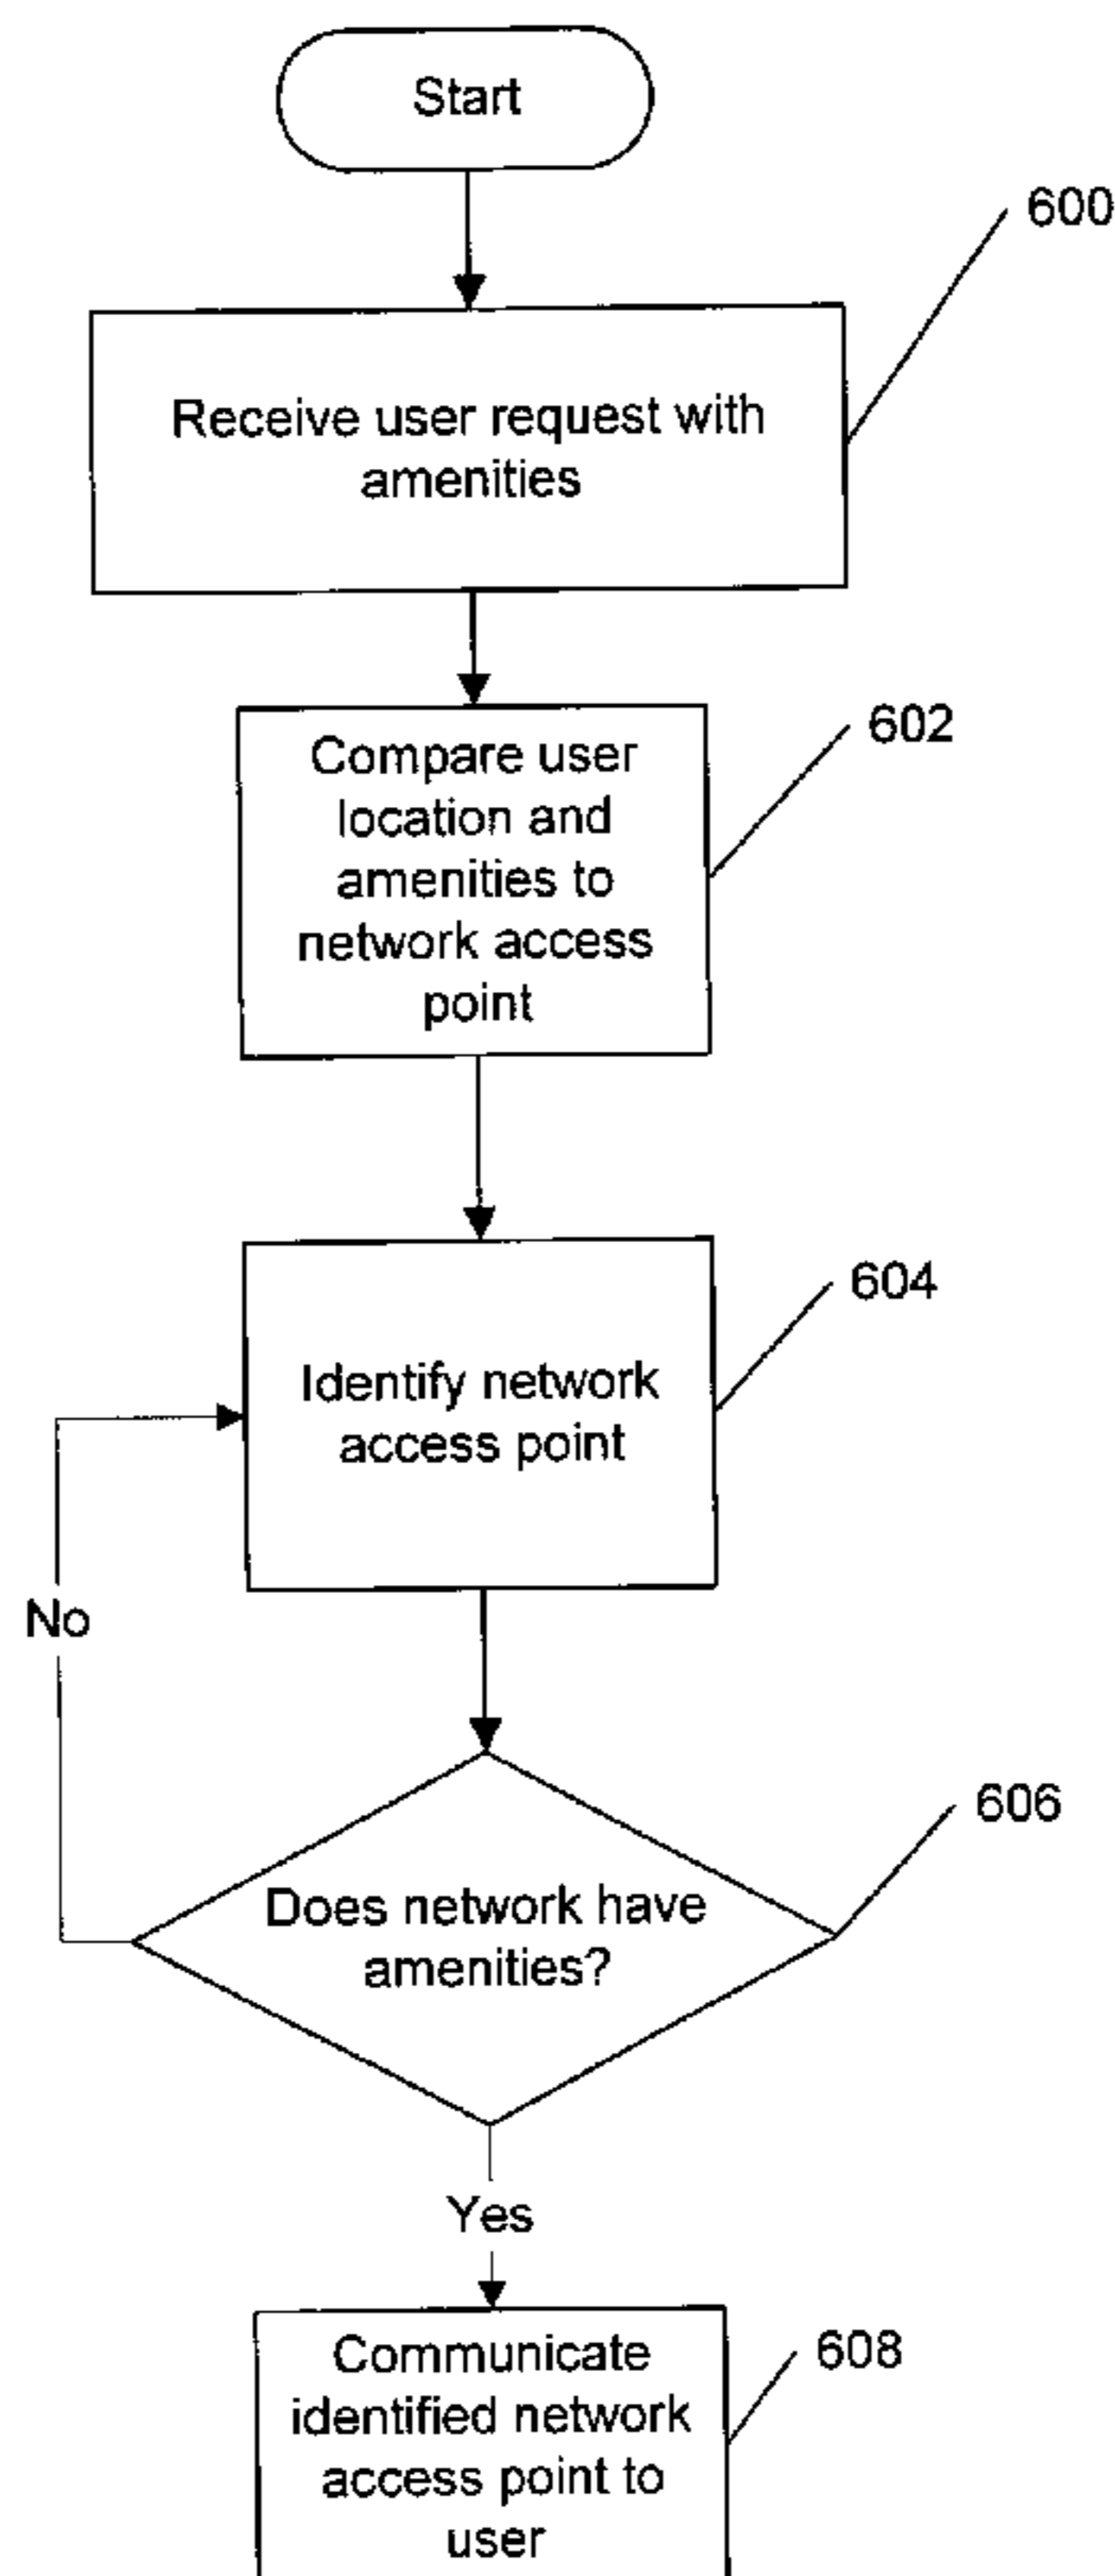 Start
600
Receive user request with
amenities
602
Compare user
location and
amenities to
network access
point
604
Identify network
access point
No
606
Does network have
amenities?
Yes
608
Communicate
identified network
access point to
user